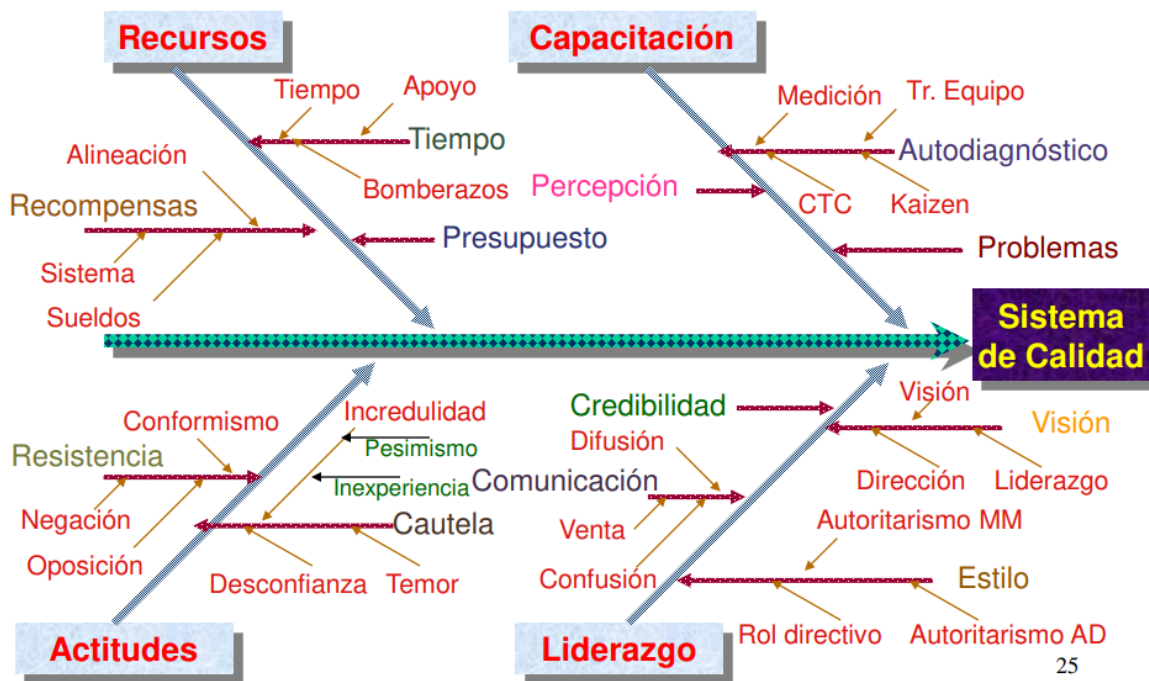 Recursos
Capacitación
Tiempo
Apoyo
Medición
Tr. Equipo
Tiempo
Autodiagnóstico
Alineación
Bomberazos
Percepción
CTC
Kaizen
Recompensas
Presupuesto
Problemas
Sistema
Sueldos
Sistema
de Calidad
Conformismo
Incredulidad
Credibilidad
Visión
Visión
Pesimismo
Difusión
Resistencia
Inexperiencia
Comunicación
Dirección
Liderazgo
Negación
Cautela
Venta
Autoritarismo MM
Oposición
Desconfianza
Temor
Confusión
Estilo
Rol directivo
Autoritarismo AD
Actitudes
Liderazgo
25